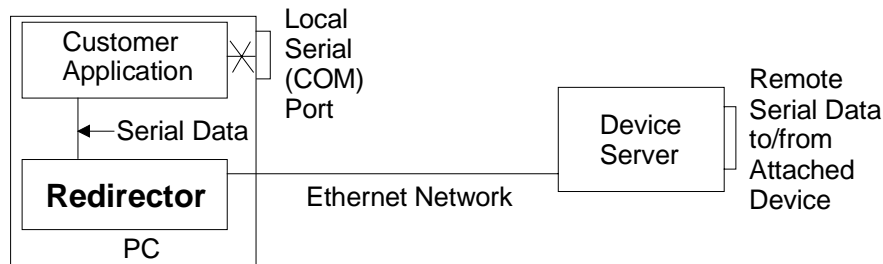 Customer
Application
Local
Serial
(COM)
Port
Serial Data
Redirector
PC
Ethernet Network
Device
Server
Remote
Serial Data
to/from
Attached
Device